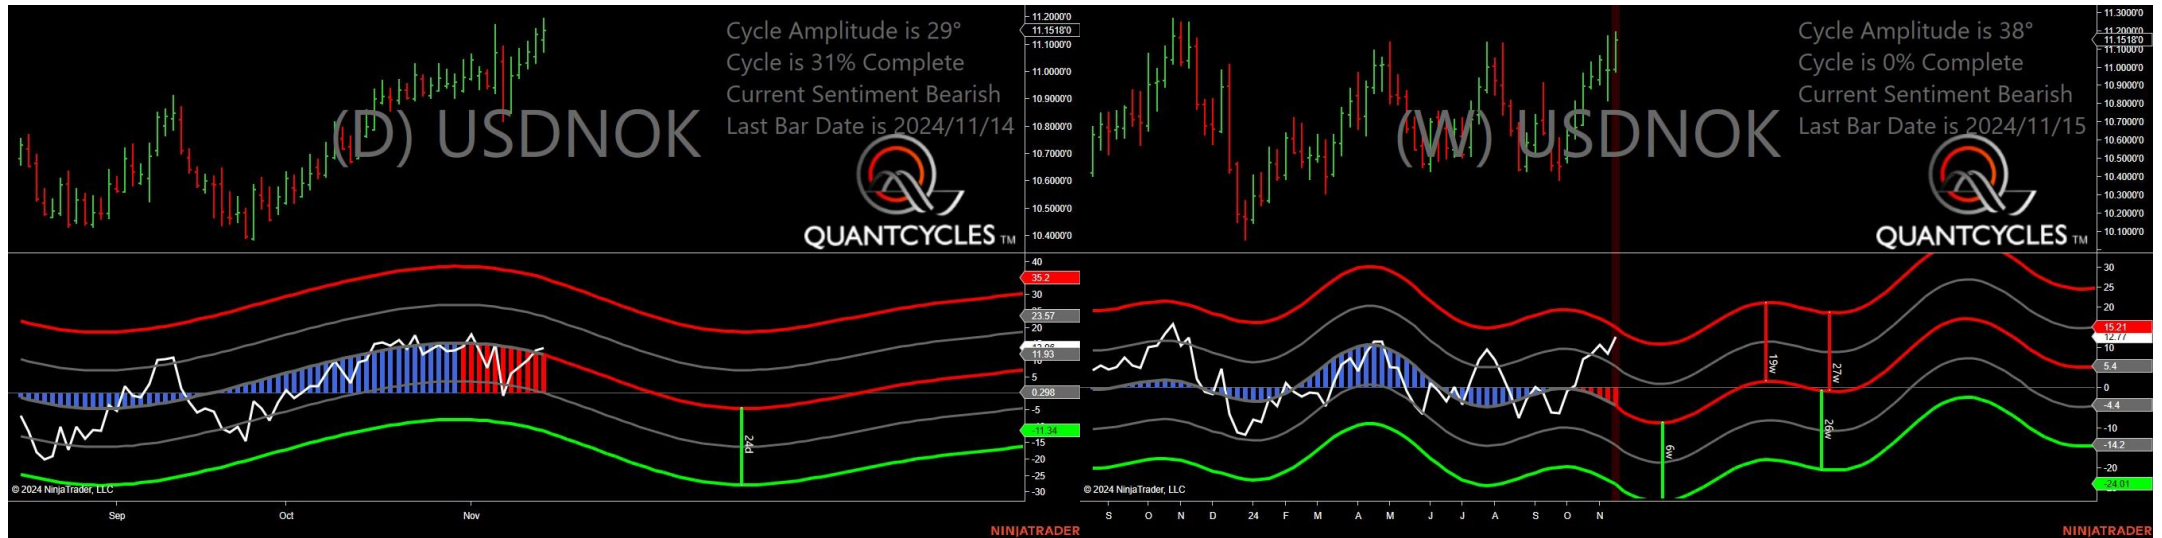 Cycle Amplitude is 29°
Cycle is 31% Complete
Current Sentiment Bearish
Last Bar Date is 2024/11/14
(D) USDNOK
QUANTCYCLES TM
11.2000'0
11.1518'0
11.1000'0
11.0000'0
10.9000'0
10.8000'0
10.7000'0
10.6000'0
10.5000'0
10.4000'0
40
35.2
30
23.57
20
11.93
5
0.298
-5
-11.34
-15
-20
-25
-30
24d
© 2024 NinjaTrader, LLC
Sep Oct Nov
NINJATRADER
Cycle Amplitude is 38°
Cycle is 0% Complete
Current Sentiment Bearish
Last Bar Date is 2024/11/15
(W) USDNOK
QUANTCYCLES TM
11.3000'0
11.1518'0
11.1000'0
11.0000'0
10.9000'0
10.8000'0
10.7000'0
10.6000'0
10.5000'0
10.4000'0
10.3000'0
10.2000'0
10.1000'0
30
25
20
15.21
12.77
10
5.4
0
-4.4
-10
-14.2
-20
-24.01
19w
27w
6w
26w
© 2024 NinjaTrader, LLC
S O N D 24 F M A M J J A S O N
NINJATRADER